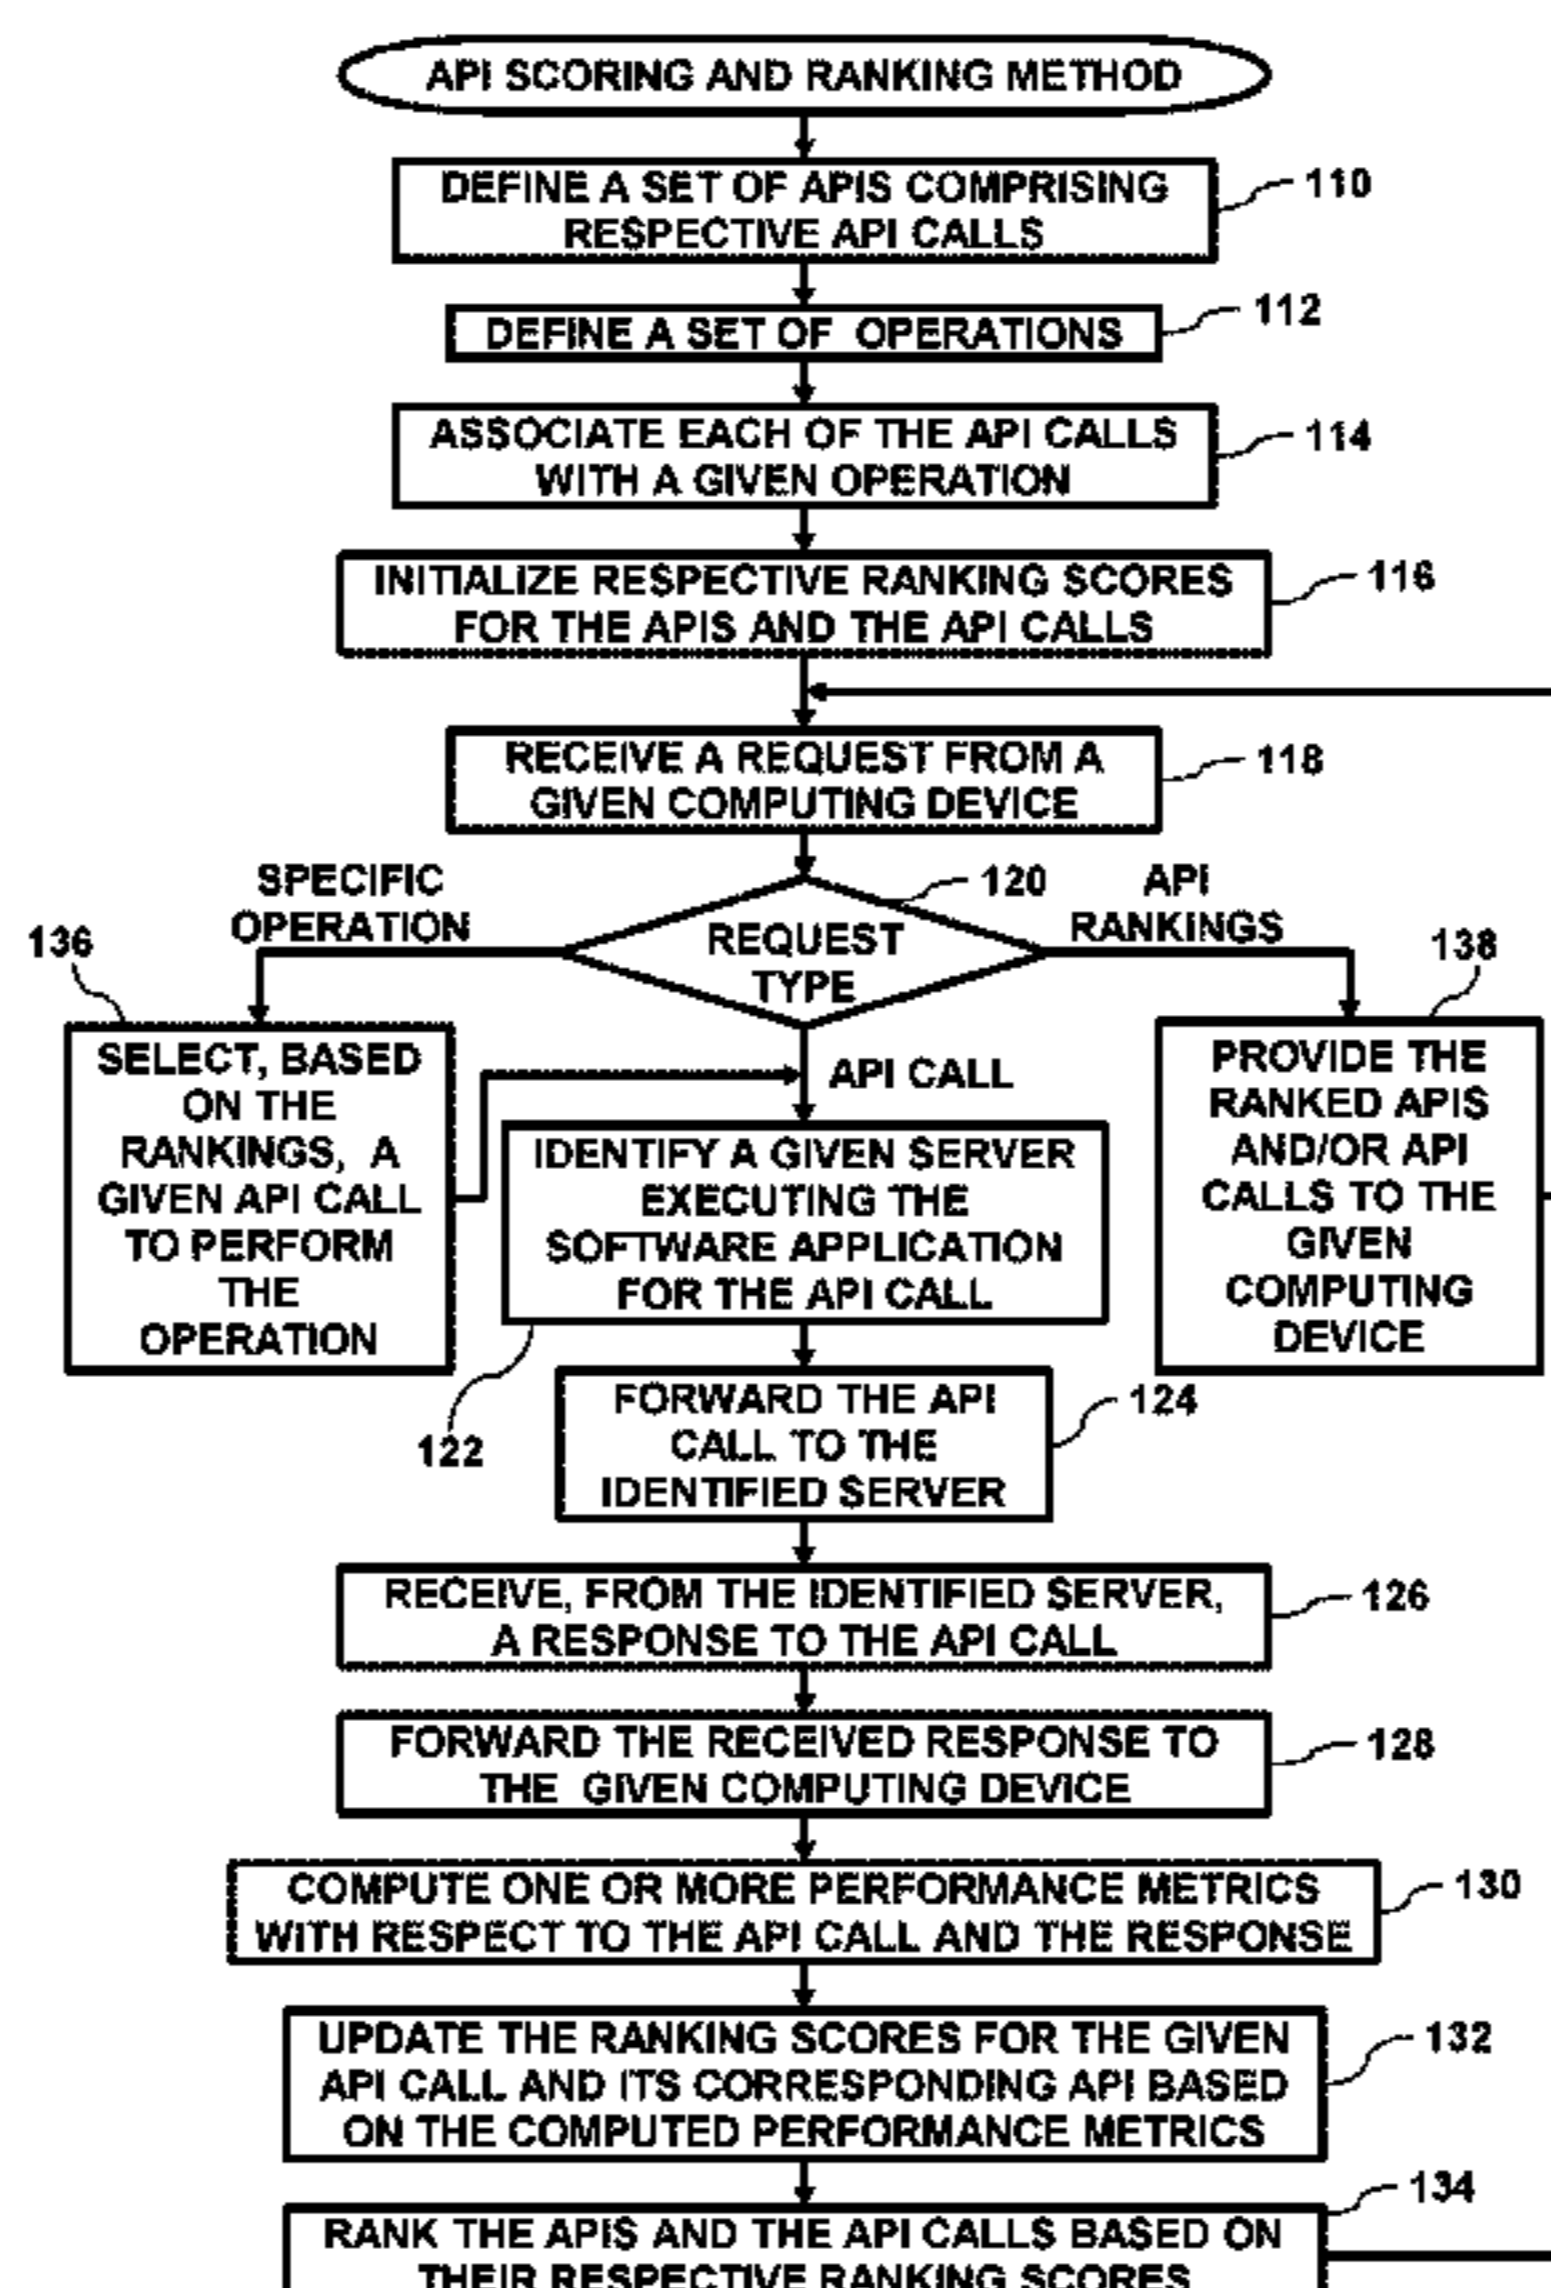 API SCORING AND RANKING METHOD
DEFINE A SET OF APIS COMPRISING
RESPECTIVE API CALLS
110
DEFINE A SET OF OPERATIONS
112
ASSOCIATE EACH OF THE API CALLS
WITH A GIVEN OPERATION
114
INITIALIZE RESPECTIVE RANKING SCORES
FOR THE APIS AND THE API CALLS
116
RECEIVE A REQUEST FROM A
GIVEN COMPUTING DEVICE
118
SPECIFIC
OPERATION
120
REQUEST
TYPE
API
RANKINGS
136
SELECT, BASED
ON THE
RANKINGS, A
GIVEN API CALL
TO PERFORM
THE
OPERATION
API CALL
IDENTIFY A GIVEN SERVER
EXECUTING THE
SOFTWARE APPLICATION
FOR THE API CALL
122
138
PROVIDE THE
RANKED APIS
AND/OR API
CALLS TO THE
GIVEN
COMPUTING
DEVICE
FORWARD THE API
CALL TO THE
IDENTIFIED SERVER
124
RECEIVE, FROM THE IDENTIFIED SERVER,
A RESPONSE TO THE API CALL
126
FORWARD THE RECEIVED RESPONSE TO
THE GIVEN COMPUTING DEVICE
128
COMPUTE ONE OR MORE PERFORMANCE METRICS
WITH RESPECT TO THE API CALL AND THE RESPONSE
130
UPDATE THE RANKING SCORES FOR THE GIVEN
API CALL AND ITS CORRESPONDING API BASED
ON THE COMPUTED PERFORMANCE METRICS
132
134
RANK THE APIS AND THE API CALLS BASED ON
THEIR RESPECTIVE RANKING SCORES